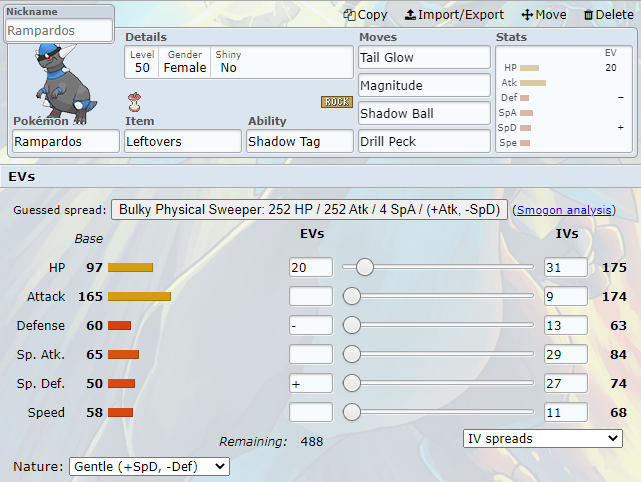 Nickname
Rampardos
Copy Import/Export Move Delete
Details
Level Gender Shiny
50 Female No
ROCK
Pokémon Item Ability
Rampardos Leftovers Shadow Tag
Moves
Tail Glow
Magnitude
Shadow Ball
Drill Peck
Stats
EV
HP 20
Atk
Def −
SpA
SpD +
Spe
EVs
Guessed spread: Bulky Physical Sweeper: 252 HP / 252 Atk / 4 SpA / (+Atk, -SpD) (Smogon analysis)
Base EVs IVs
HP 97 20 31 175
Attack 165 9 174
Defense 60 - 13 63
Sp. Atk. 65 29 84
Sp. Def. 50 + 27 74
Speed 58 11 68
Remaining: 488 IV spreads
Nature: Gentle (+SpD, -Def)